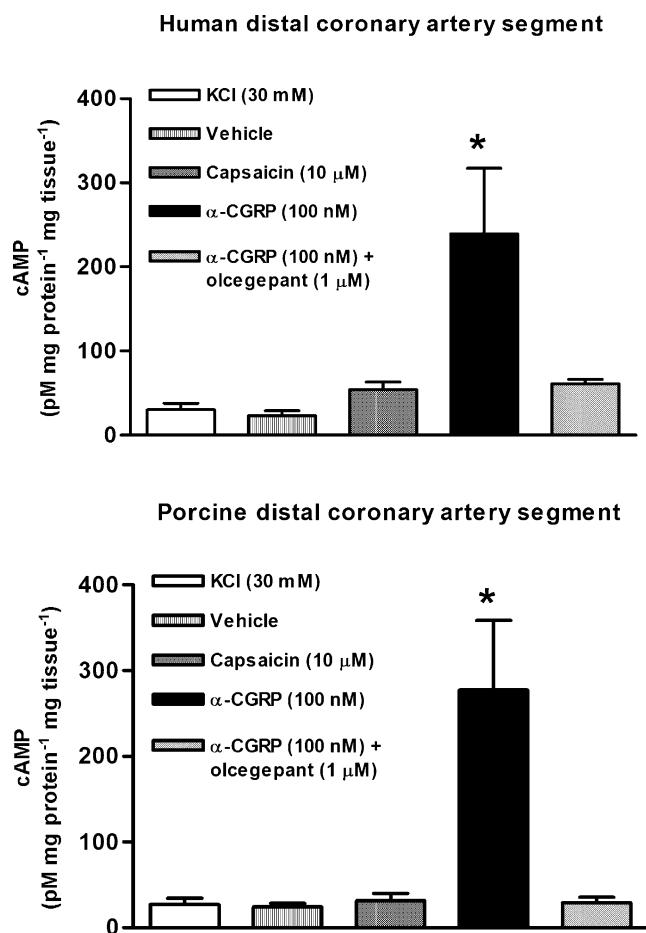 Human distal coronary artery segment
cAMP
(pM mg protein⁻¹ mg tissue⁻¹)
400
300
200
100
0
KCl (30 mM)
Vehicle
Capsaicin (10 μM)
α-CGRP (100 nM)
α-CGRP (100 nM) +
olcegepant (1 μM)
*
Porcine distal coronary artery segment
cAMP
(pM mg protein⁻¹ mg tissue⁻¹)
400
300
200
100
0
KCl (30 mM)
Vehicle
Capsaicin (10 μM)
α-CGRP (100 nM)
α-CGRP (100 nM) +
olcegepant (1 μM)
*